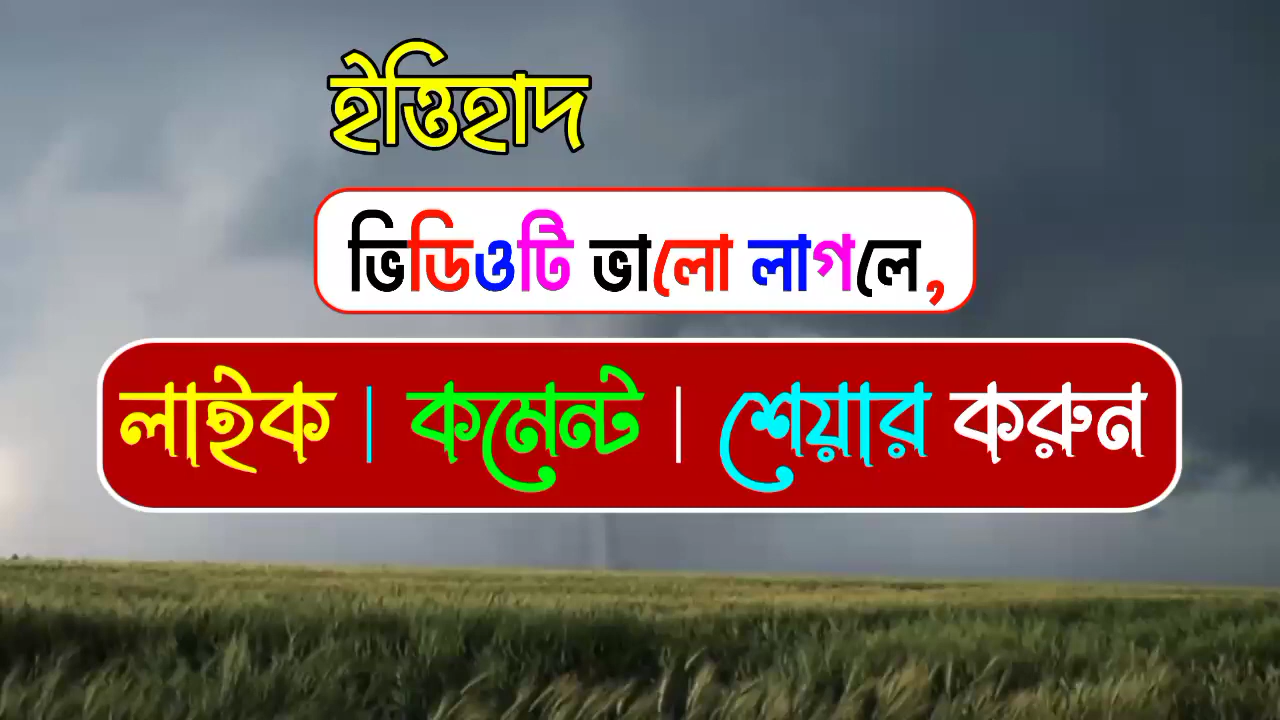 ইত্তিহাদ
ভিডিওটি ভালো লাগলে,
লাইক | কমেন্ট | শেয়ার করুন